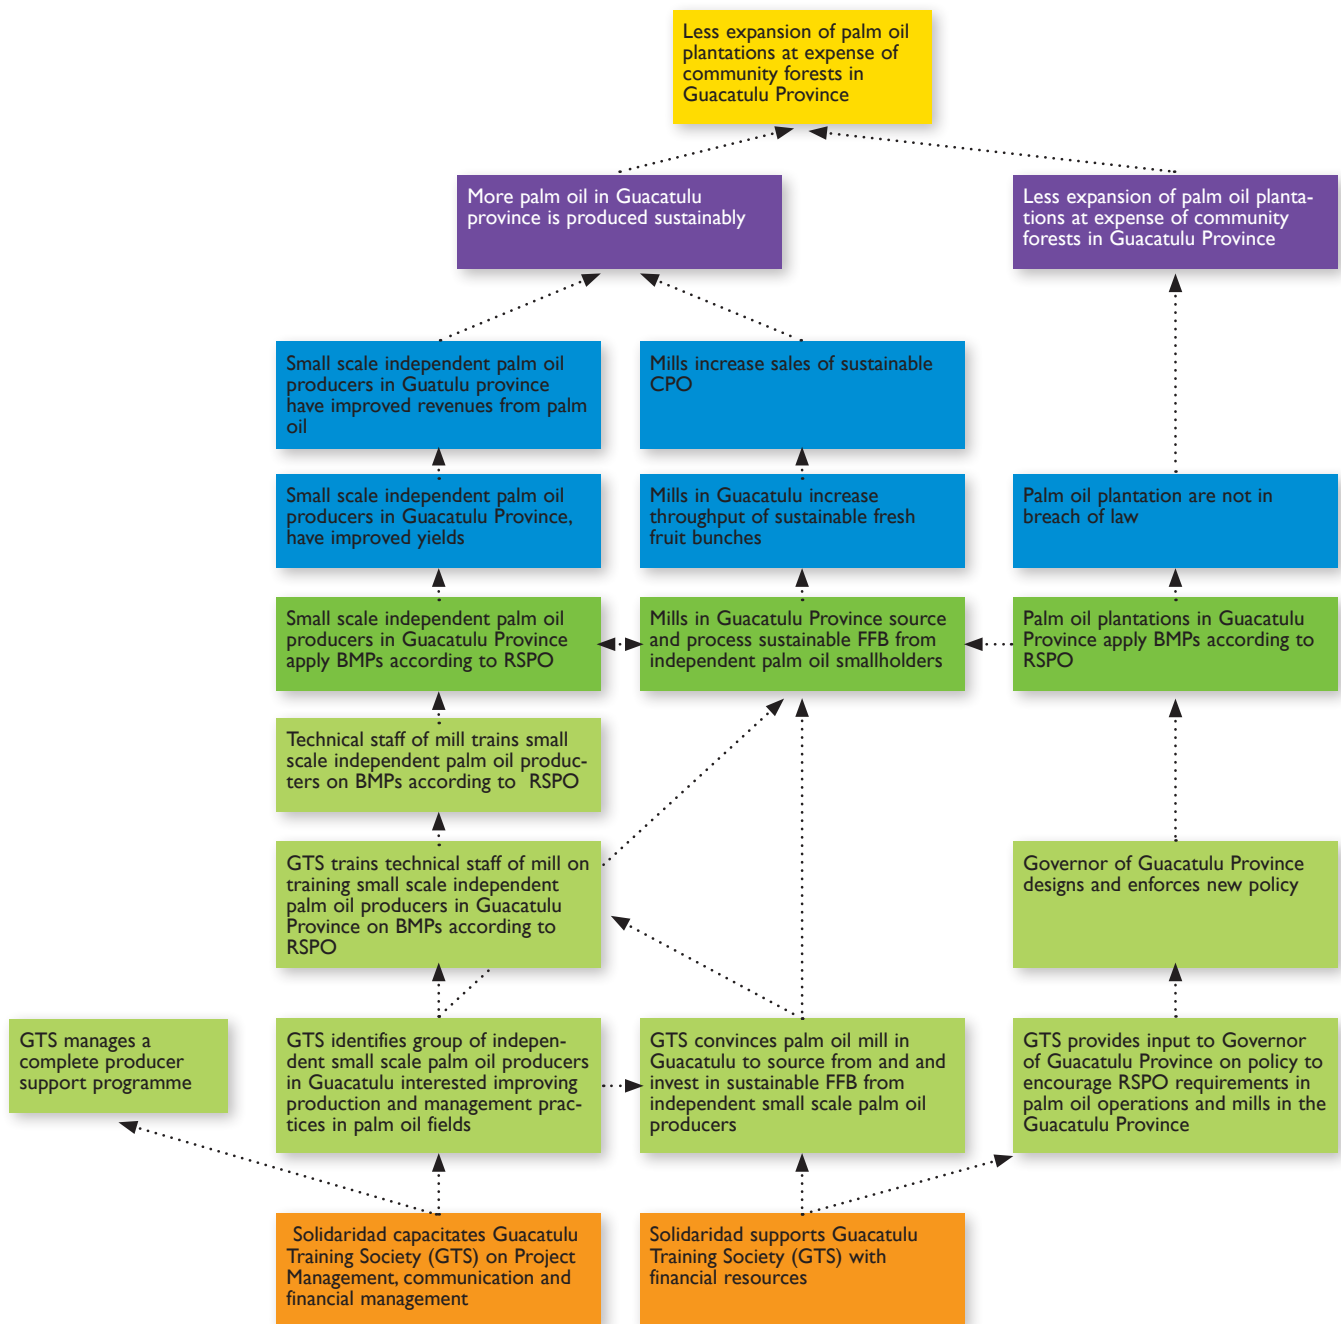 Less expansion of palm oil
plantations at expense of
community forests in
Guacatulu Province
More palm oil in Guacatulu
province is produced sustainably
Less expansion of palm oil planta-
tions at expense of community
forests in Guacatulu Province
Small scale independent palm oil
producers in Guatulu province
have improved revenues from palm
oil
Mills increase sales of sustainable
CPO
Small scale independent palm oil
producers in Guacatulu Province,
have improved yields
Mills in Guacatulu increase
throughput of sustainable fresh
fruit bunches
Palm oil plantation are not in
breach of law
Small scale independent palm oil
producers in Guacatulu Province
apply BMPs according to RSPO
Mills in Guacatulu Province source
and process sustainable FFB from
independent palm oil smallholders
Palm oil plantations in Guacatulu
Province apply BMPs according to
RSPO
Technical staff of mill trains small
scale independent palm oil produc-
ters on BMPs according to RSPO
GTS trains technical staff of mill on
training small scale independent
palm oil producers in Guacatulu
Province on BMPs according to
RSPO
Governor of Guacatulu Province
designs and enforces new policy
GTS manages a
complete producer
support programme
GTS identifies group of indepen-
dent small scale palm oil producers
in Guacatulu interested improving
production and management prac-
tices in palm oil fields
GTS convinces palm oil mill in
Guacatulu to source from and and
invest in sustainable FFB from
independent small scale palm oil
producers
GTS provides input to Governor
of Guacatulu Province on policy to
encourage RSPO requirements in
palm oil operations and mills in the
Guacatulu Province
Solidaridad capacitates Guacatulu
Training Society (GTS) on Project
Management, communication and
financial management
Solidaridad supports Guacatulu
Training Society (GTS) with
financial resources